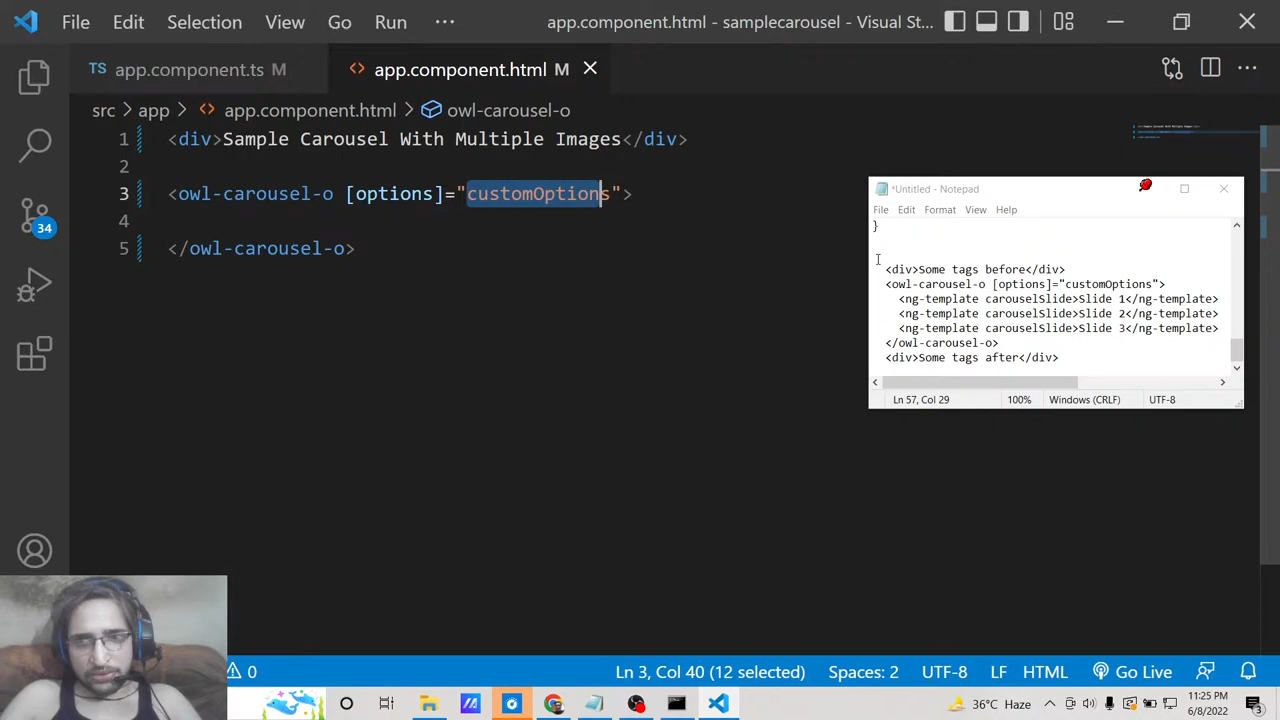 File Edit Selection View Go Run ··· app.component.html - samplecarousel - Visual St...
TS app.component.ts M
<> app.component.html M
src > app > <> app.component.html > owl-carousel-o
1 <div>Sample Carousel With Multiple Images</div>
2
3 <owl-carousel-o [options]="customOptions">
4
5 </owl-carousel-o>
34
*Untitled - Notepad
File Edit Format View Help
}
<div>Some tags before</div>
<owl-carousel-o [options]="customOptions">
<ng-template carouselSlide>Slide 1</ng-template>
<ng-template carouselSlide>Slide 2</ng-template>
<ng-template carouselSlide>Slide 3</ng-template>
</owl-carousel-o>
<div>Some tags after</div>
Ln 57, Col 29 100% Windows (CRLF) UTF-8
0 Ln 3, Col 40 (12 selected) Spaces: 2 UTF-8 LF HTML Go Live
36°C Haze
11:25 PM
6/8/2022
3